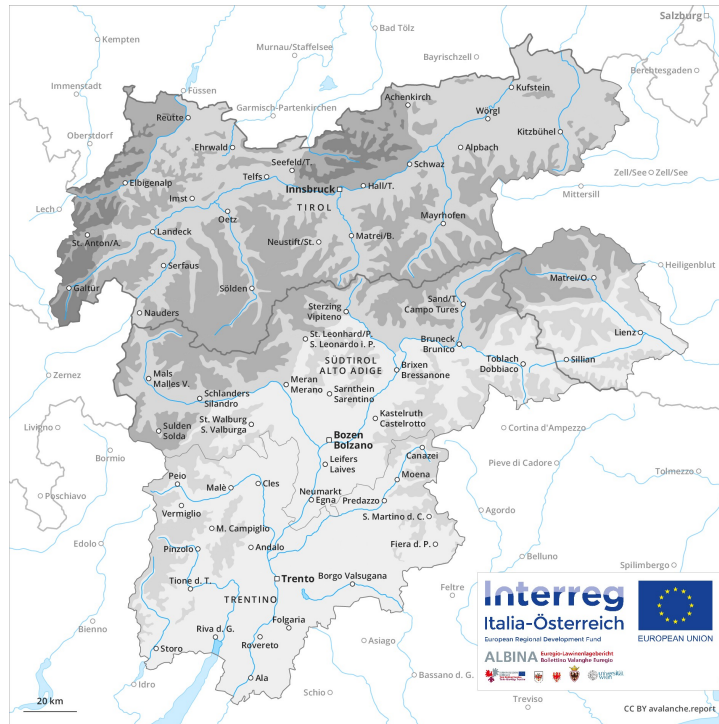 Salzburg
Kempten
Bad Tölz
Murnau/Staffelsee
Bayrischzell
Berchtesgaden
Immenstadt
Füssen
Garmisch-Partenkirchen
Achenkirch
Kufstein
Reutte
Wörgl
Oberstdorf
Ehrwald
Kitzbühel
Seefeld/T.
Alpbach
Telfs
Schwaz
Zell/See
Zell/See
Elbigenalp
Innsbruck
Hall/T.
Mittersill
Imst
TIROL
Lech
Oetz
Mayrhofen
Landeck
Matrei/B.
St. Anton/A.
Neustift/St.
Serfaus
Heiligenblut
Matrei/O.
Galtür
Sölden
Nauders
Sterzing
Vipiteno
Sand/T.
Campo Tures
St. Leonhard/P.
S. Leonardo i. P.
Lienz
Bruneck
Brunico
SÜDTIROL
ALTO ADIGE
Toblach
Dobbiaco
Sillian
Brixen
Bressanone
Zernez
Mals
Malles V.
Meran
Merano
Sarnthein
Sarentino
Schlanders
Silandro
Kastelruth
Castelrotto
Livigno
Sulden
Solda
St. Walburg
S. Valburga
Bozen
Bolzano
Cortina d'Ampezzo
Bormio
Canazei
Leifers
Laives
Pieve di Cadore
Tolmezzo
Peio
Moena
Poschiavo
Malè
Cles
Neumarkt
Egna
Predazzo
Vermiglio
Agordo
S. Martino d. C.
M. Campiglio
Edolo
Pinzolo
Andalo
Fiera d. P.
Belluno
Spilimbergo
Tione d. T.
Trento
Borgo Valsugana
Feltre
TRENTINO
Bienno
Folgaria
Riva d. G.
Rovereto
Asiago
Storo
Idro
Ala
Schio
Bassano d. G.
Treviso
Interreg
Italia-Österreich
European Regional Development Fund
EUROPEAN UNION
ALBINA
Euregio-Lawinenlagebericht
Bollettino Valanghe Euregio
universität
wien
20 km
CC BY avalanche.report